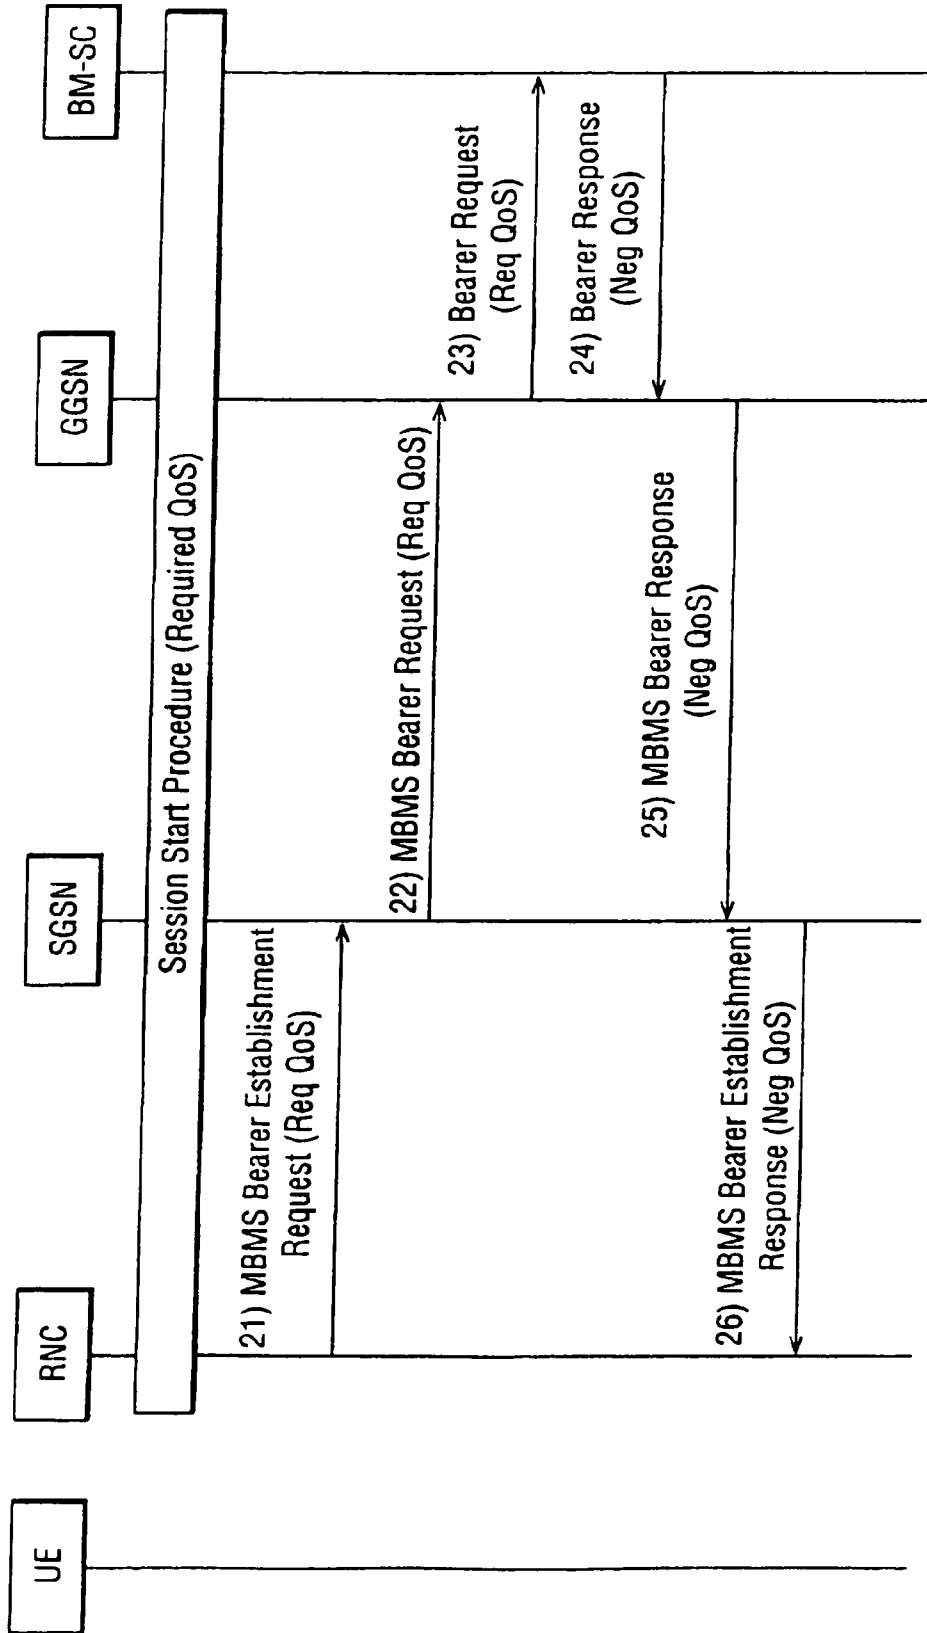 UE
RNC
SGSN
GGSN
BM-SC
Session Start Procedure (Required QoS)
21) MBMS Bearer Establishment
Request (Req QoS)
22) MBMS Bearer Request (Req QoS)
23) Bearer Request
(Req QoS)
24) Bearer Response
(Neg QoS)
25) MBMS Bearer Response
(Neg QoS)
26) MBMS Bearer Establishment
Response (Neg QoS)